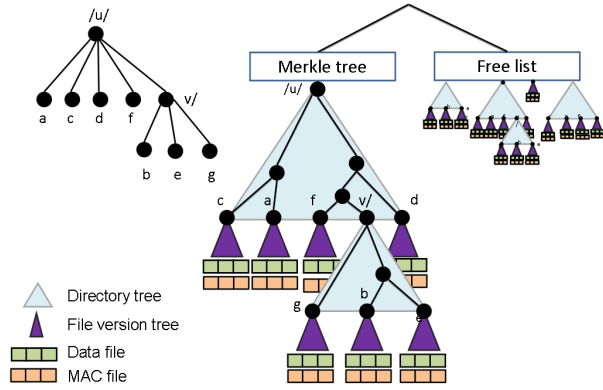 /u/
a c d f v/
b e g
Merkle tree
Free list
/u/
c a f v/ d
g b e
Directory tree
File version tree
Data file
MAC file